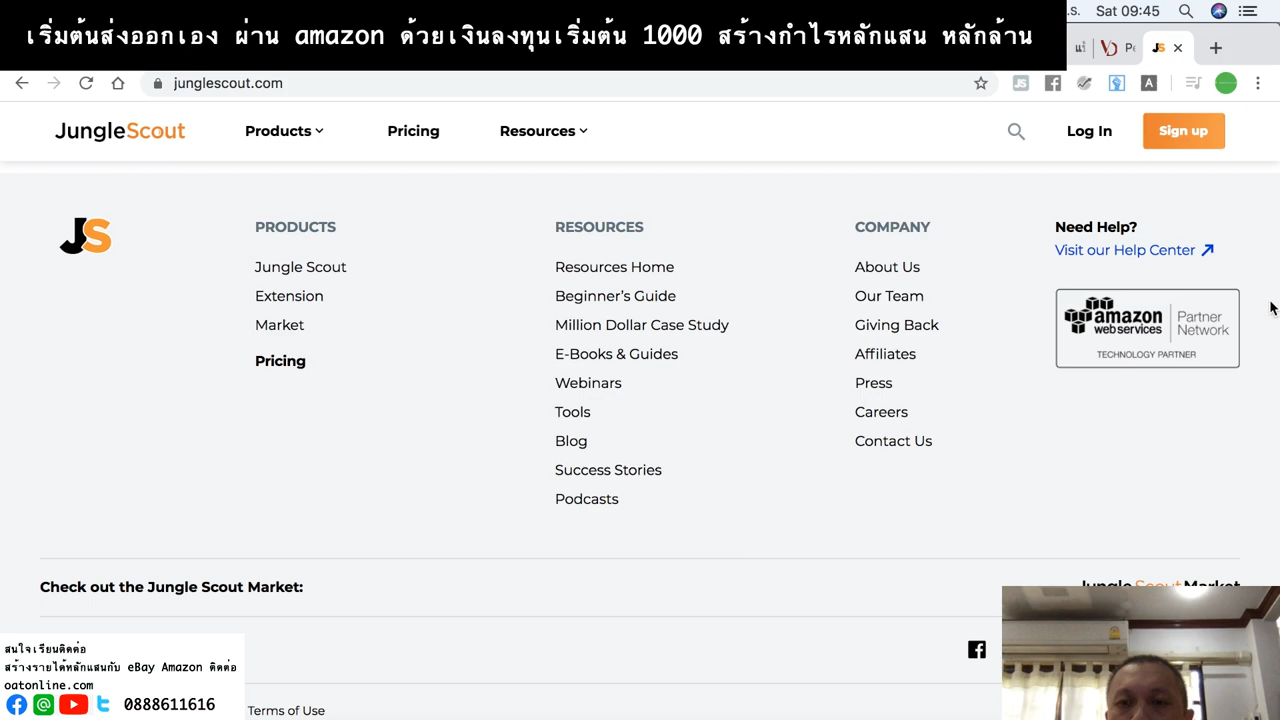 เริ่มต้นส่งออกเอง ผ่าน amazon ด้วยเงินลงทุนเริ่มต้น 1000 สร้างกำไรหลักแสน หลักล้าน
Sat 09:45
JS
junglescout.com
JS
A
JungleScout
Products
Pricing
Resources
Log In
Sign up
JS
PRODUCTS
Jungle Scout
Extension
Market
Pricing
RESOURCES
Resources Home
Beginner's Guide
Million Dollar Case Study
E-Books & Guides
Webinars
Tools
Blog
Success Stories
Podcasts
COMPANY
About Us
Our Team
Giving Back
Affiliates
Press
Careers
Contact Us
Need Help?
Visit our Help Center
amazon
webservices
Partner
Network
TECHNOLOGY PARTNER
Check out the Jungle Scout Market:
Jungle Scout Market
สนใจเรียนติดต่อ
สร้างรายได้หลักแสนกับ eBay Amazon ติดต่อ
oatonline.com
0888611616
Terms of Use